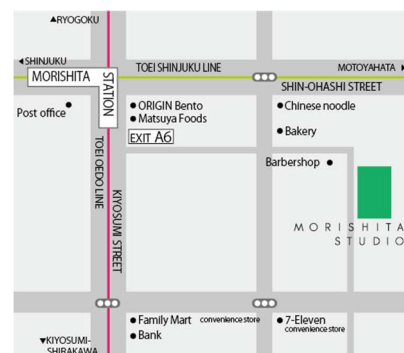 ▲RYOGOKU
◄SHINJUKU
TOEI SHINJUKU LINE
MOTOYAHATA
MORISHITA
STATION
SHIN-OHASHI STREET
Post office
ORIGIN Bento
Matsuya Foods
EXIT A6
Chinese noodle
Bakery
Barbershop
TOEI OEDO LINE
KIYOSUMI STREET
MORISHITA
STUDIO
Family Mart convenience store
Bank
7-Eleven
convenience store
▼KIYOSUMI-
SHIRAKAWA